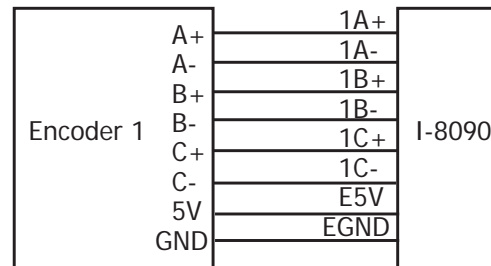 A+ 1A+
A- 1A-
B+ 1B+
B- 1B-
Encoder 1 I-8090
C+ 1C+
C- 1C-
5V E5V
GND EGND